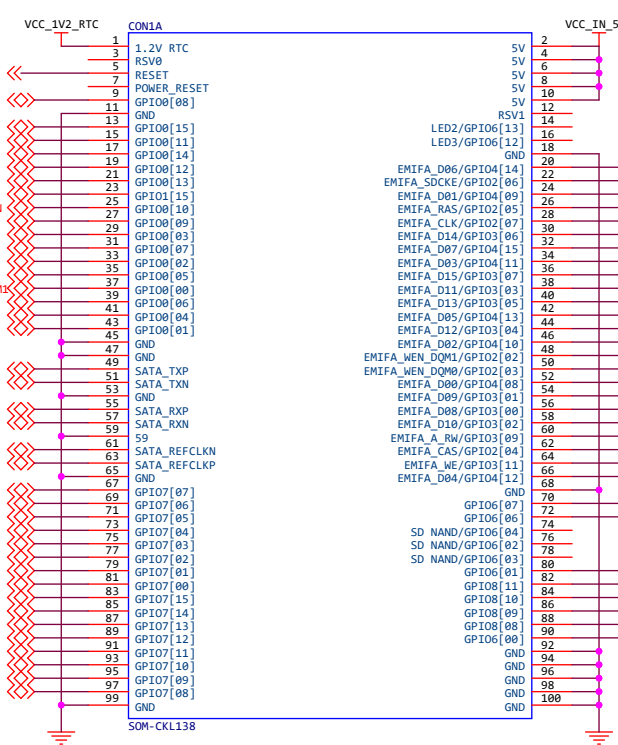 VCC_1V2_RTC CON1A VCC_IN_5
1 1.2V RTC 5V 2
3 RSV0 5V 4
5 RESET 5V 6
7 POWER_RESET 5V 8
9 GPIO0[08] 5V 10
11 GND RSV1 12
13 GPIO0[15] LED2/GPIO6[13] 14
15 GPIO0[11] LED3/GPIO6[12] 16
17 GPIO0[14] GND 18
19 GPIO0[12] EMIFA_D06/GPIO4[14] 20
21 GPIO0[13] EMIFA_SDCKE/GPIO2[06] 22
23 GPIO1[15] EMIFA_D01/GPIO4[09] 24
25 GPIO0[10] EMIFA_RAS/GPIO2[05] 26
27 GPIO0[09] EMIFA_CLK/GPIO2[07] 28
29 GPIO0[03] EMIFA_D14/GPIO3[06] 30
31 GPIO0[07] EMIFA_D07/GPIO4[15] 32
33 GPIO0[02] EMIFA_D03/GPIO4[11] 34
35 GPIO0[05] EMIFA_D15/GPIO3[07] 36
37 GPIO0[00] EMIFA_D11/GPIO3[03] 38
39 GPIO0[06] EMIFA_D13/GPIO3[05] 40
41 GPIO0[04] EMIFA_D05/GPIO4[13] 42
43 GPIO0[01] EMIFA_D12/GPIO3[04] 44
45 GND EMIFA_D02/GPIO4[10] 46
47 GND EMIFA_WEN_DQM1/GPIO2[02] 48
49 SATA_TXP EMIFA_WEN_DQM0/GPIO2[03] 50
51 SATA_TXN EMIFA_D00/GPIO4[08] 52
53 GND EMIFA_D09/GPIO3[01] 54
55 SATA_RXP EMIFA_D08/GPIO3[00] 56
57 SATA_RXN EMIFA_D10/GPIO3[02] 58
59 59 EMIFA_A_RW/GPIO3[09] 60
61 SATA_REFCLKN EMIFA_CAS/GPIO2[04] 62
63 SATA_REFCLKP EMIFA_WE/GPIO3[11] 64
65 GND EMIFA_D04/GPIO4[12] 66
67 GPIO7[07] GND 68
69 GPIO7[06] GPIO6[07] 70
71 GPIO7[05] GPIO6[06] 72
73 GPIO7[04] SD NAND/GPIO6[04] 74
75 GPIO7[03] SD NAND/GPIO6[02] 76
77 GPIO7[02] SD NAND/GPIO6[03] 78
79 GPIO7[01] GPIO6[01] 80
81 GPIO7[00] GPIO8[11] 82
83 GPIO7[15] GPIO8[10] 84
85 GPIO7[14] GPIO8[09] 86
87 GPIO7[13] GPIO8[08] 88
89 GPIO7[12] GPIO6[00] 90
91 GPIO7[11] GND 92
93 GPIO7[10] GND 94
95 GPIO7[09] GND 96
97 GPIO7[08] GND 98
99 GND GND 100
SOM-CKL138